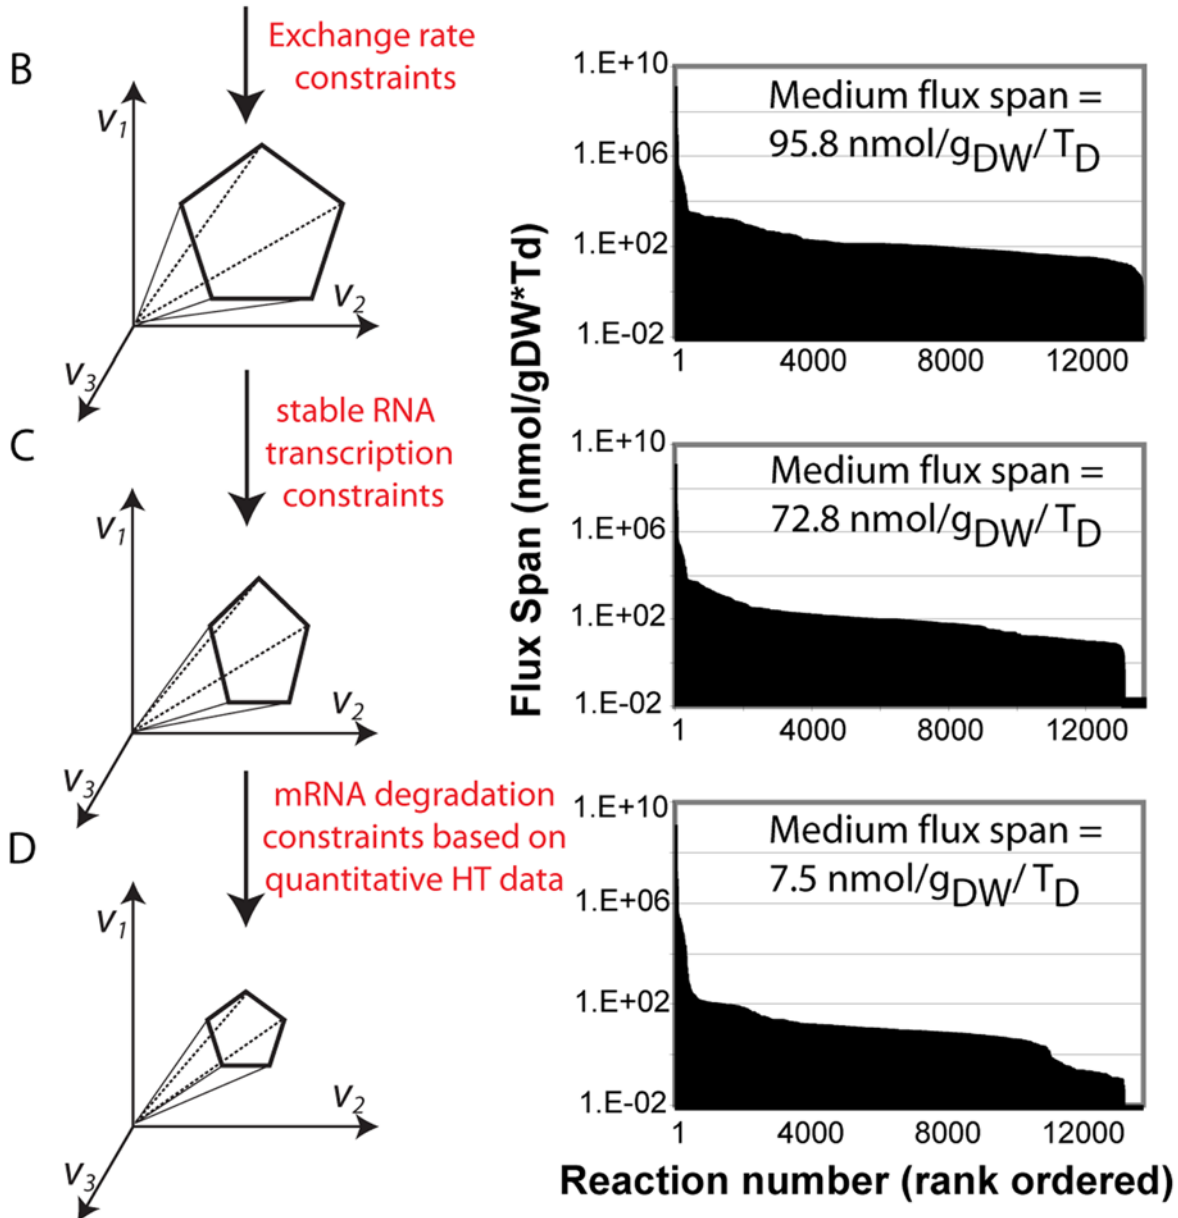 Exchange rate
constraints
B
v1
v2
v3
1.E+10
1.E+06
1.E+02
1.E-02
Medium flux span =
95.8 nmol/gDW/ TD
1
4000
8000
12000
stable RNA
transcription
constraints
C
v1
v2
v3
Flux Span (nmol/gDW*Td)
1.E+10
1.E+06
1.E+02
1.E-02
Medium flux span =
72.8 nmol/gDW/ TD
1
4000
8000
12000
mRNA degradation
constraints based on
quantitative HT data
D
v1
v2
v3
1.E+10
1.E+06
1.E+02
1.E-02
Medium flux span =
7.5 nmol/gDW/ TD
1
4000
8000
12000
Reaction number (rank ordered)